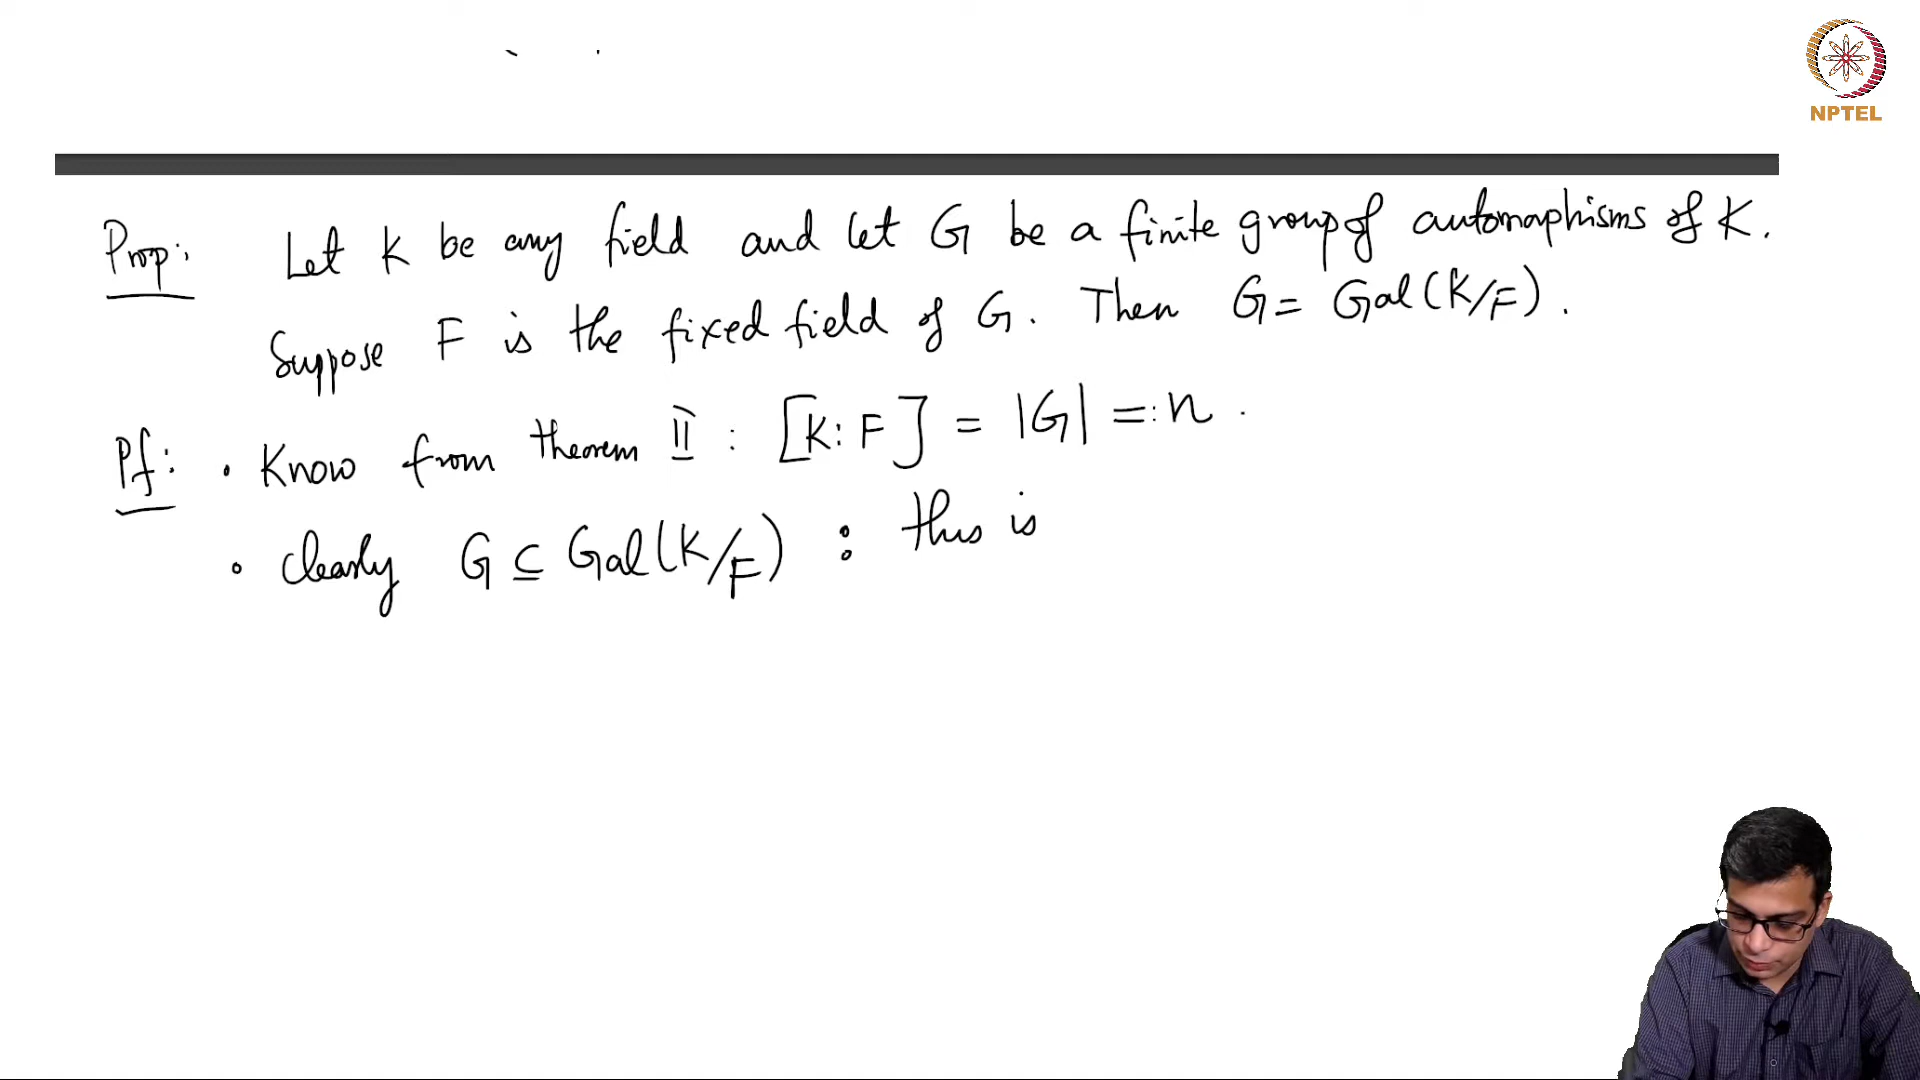 NPTEL
Prop: Let K be any field and let G be a finite group of automorphisms of K.
Suppose F is the fixed field of G. Then G = Gal(K/F).
Pf: • Know from theorem II : [K:F] = |G| =: n.
• Clearly G ⊆ Gal(K/F) : this is